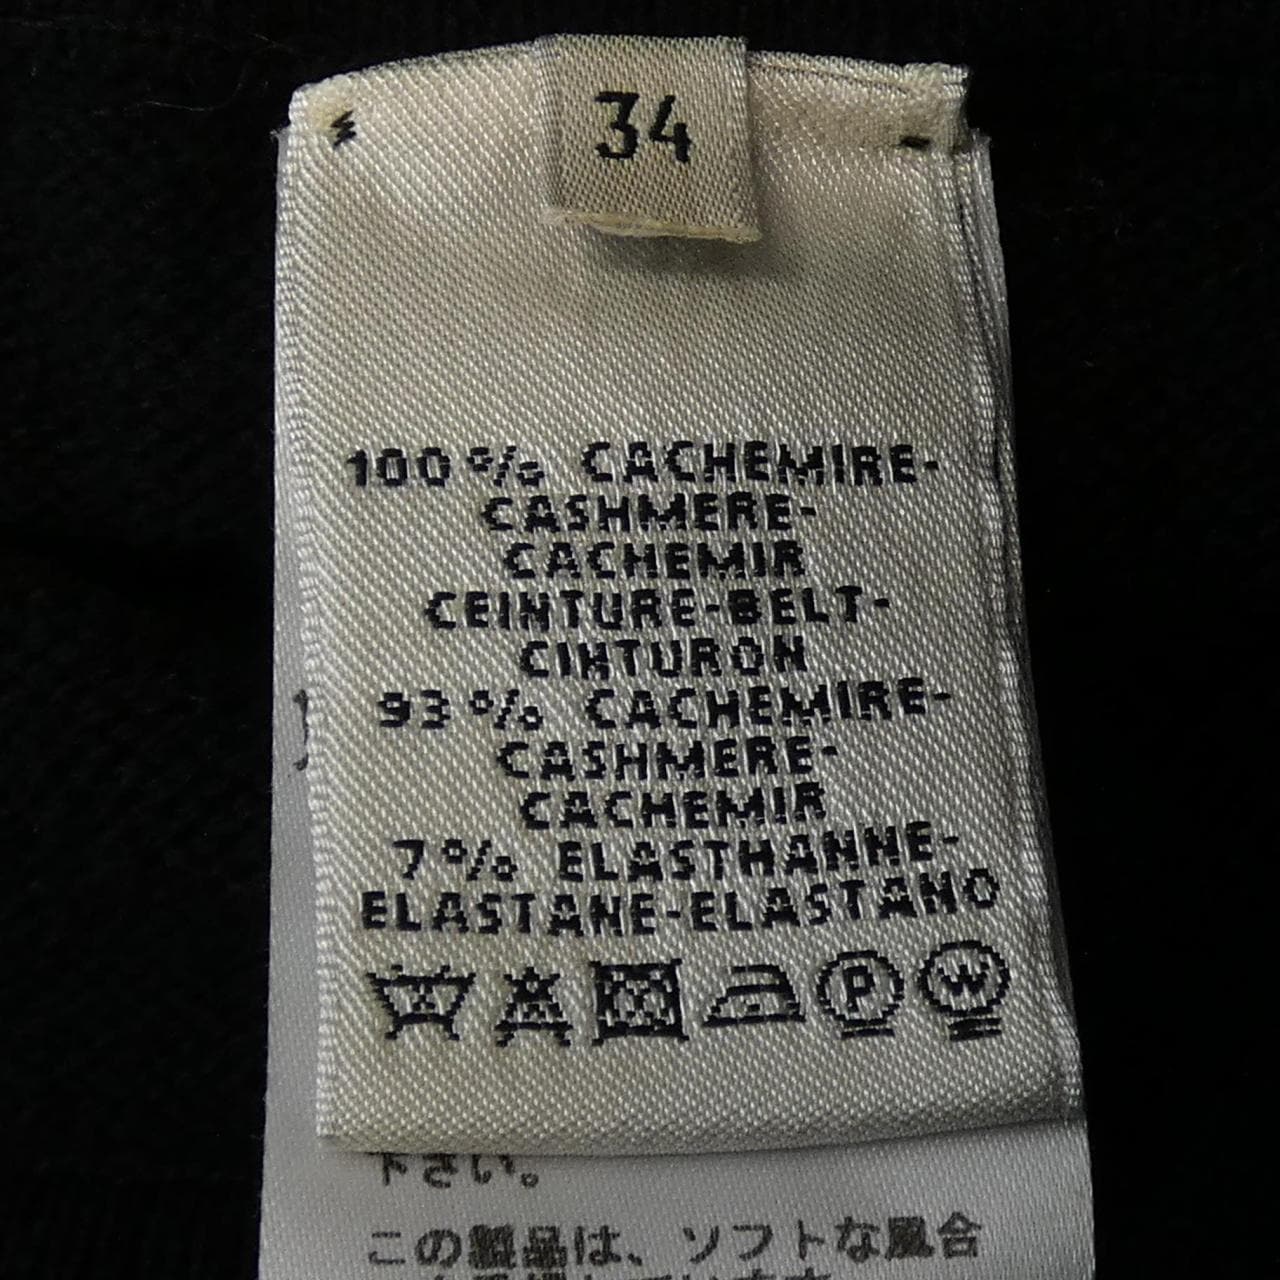 34
100% CACHEMIRE-
CASHMERE-
CACHEMIR
CEINTURE-BELT-
CINTURON
93% CACHEMIRE-
CASHMERE-
CACHEMIR
7% ELASTHANNE-
ELASTANE-ELASTANO
P W
下さい。
この製品は、ソフトな風合